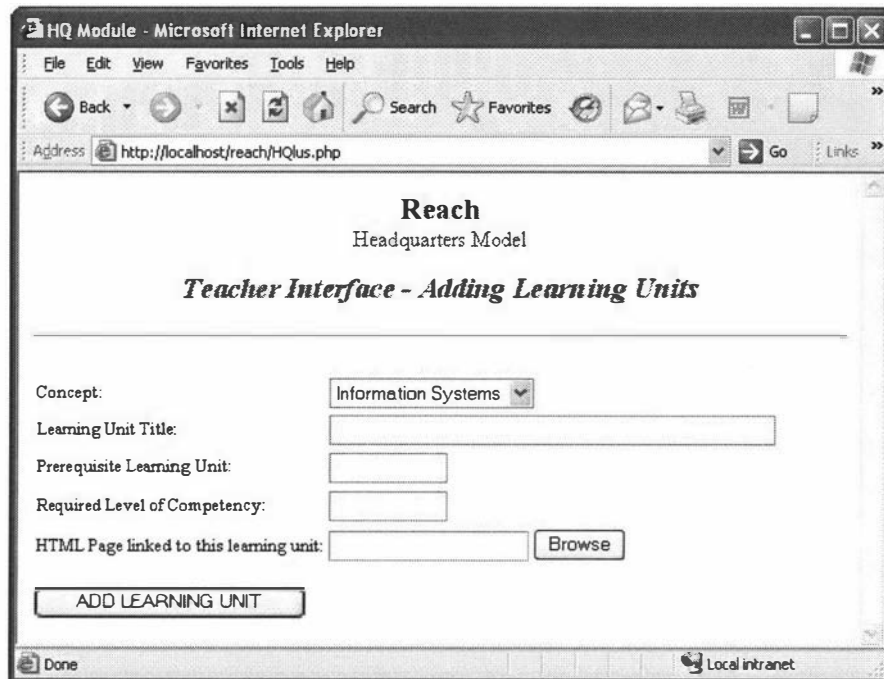 HQ Module - Microsoft Internet Explorer
File Edit View Favorites Tools Help
Back Search Favorites
Address http://localhost/reach/HQlus.php Go Links
Reach
Headquarters Model
Teacher Interface - Adding Learning Units
Concept: Information Systems
Learning Unit Title:
Prerequisite Learning Unit:
Required Level of Competency:
HTML Page linked to this learning unit: Browse
ADD LEARNING UNIT
Done Local intranet